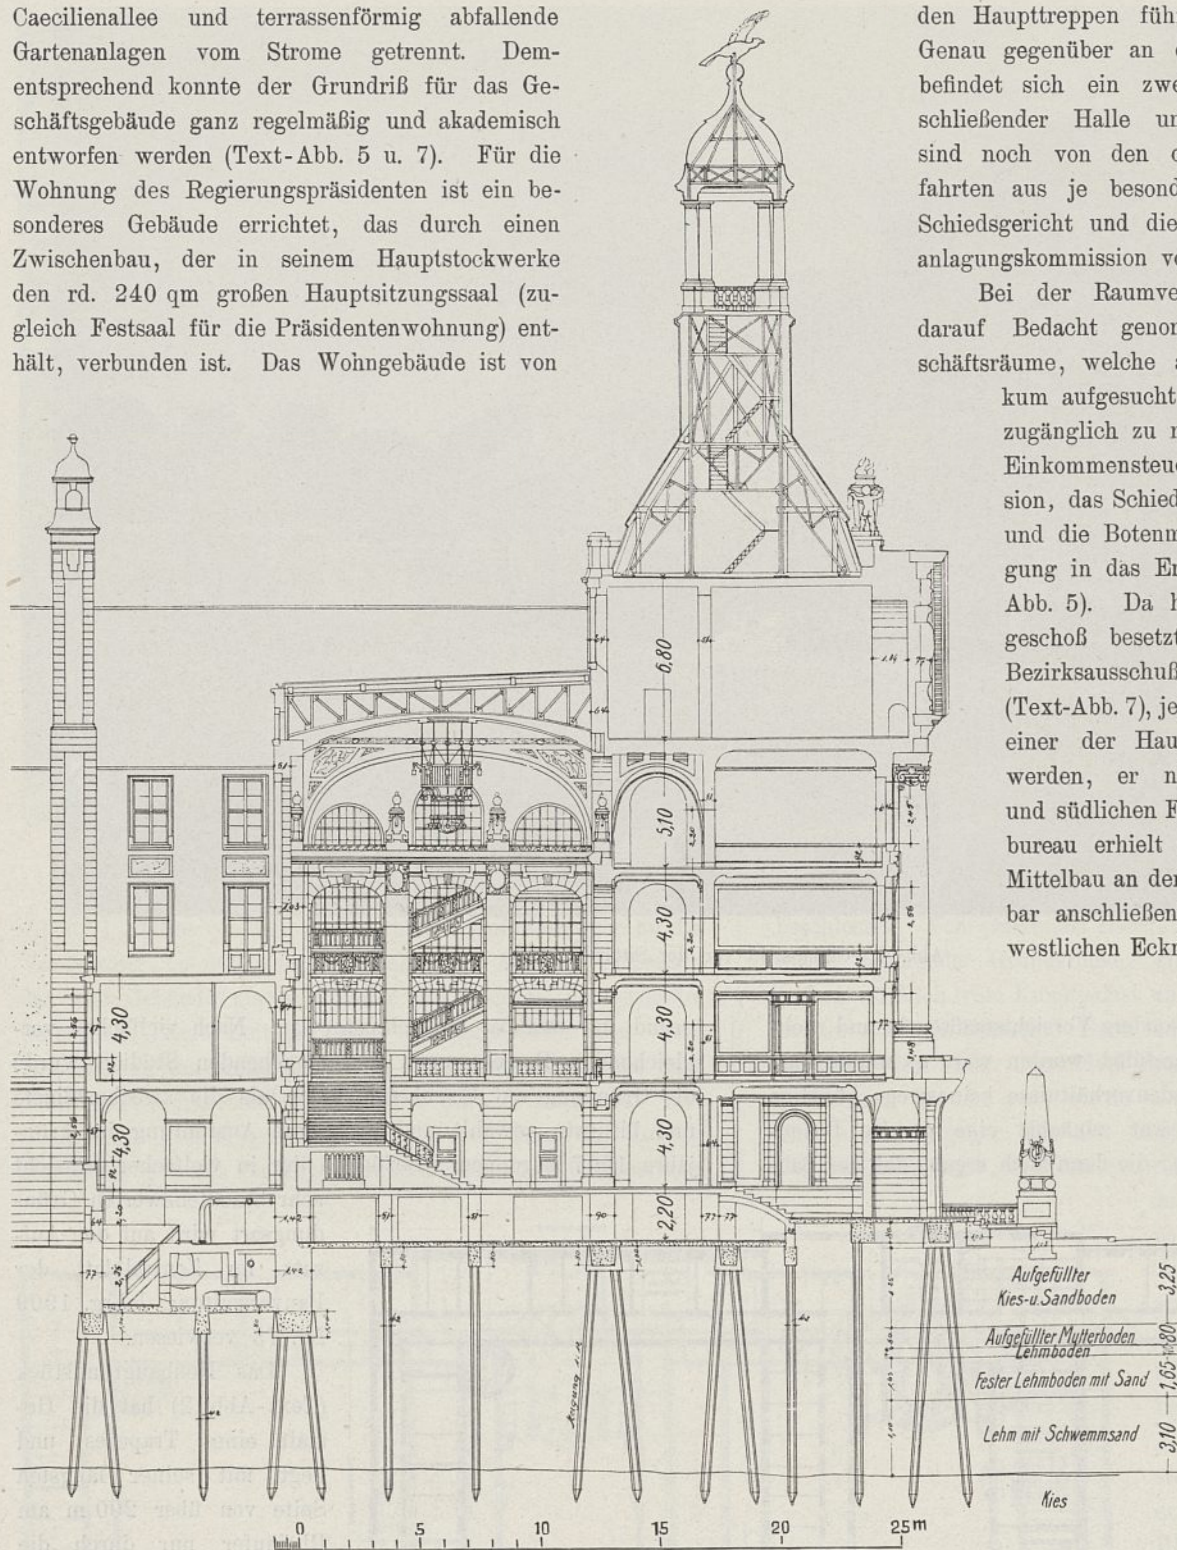 Caecilienallee und terrassenförmig abfallende
Gartenanlagen vom Strome getrennt. Dem-
entsprechend konnte der Grundriß für das Ge-
schäftsgebäude ganz regelmäßig und akademisch
entworfen werden (Text-Abb. 5 u. 7). Für die
Wohnung des Regierungspräsidenten ist ein be-
sonderes Gebäude errichtet, das durch einen
Zwischenbau, der in seinem Hauptstockwerke
den rd. 240 qm großen Hauptsitzungssaal (zu-
gleich Festsaal für die Präsidentenwohnung) ent-
hält, verbunden ist. Das Wohngebäude ist von
den Haupttreppen füh
Genau gegenüber an
befindet sich ein zwe
schließender Halle un
sind noch von den
fahrten aus je besond
Schiedsgericht und die
anlagungskommission ve
Bei der Raumve
darauf Bedacht genor
schäftsräume, welche a
kum aufgesucht
zugänglich zu
Einkommensteue
sion, das Schied
und die Botenm
gung in das Er
Abb. 5). Da h
geschoß besetzt
Bezirksausschuß
(Text-Abb. 7), je
einer der Hau
werden, er n
und südlichen F
bureau erhielt
Mittelbau an der
bar anschließen
westlichen Eckr
6,80
5,10
4,30
4,30
4,30
2,20
4,30
4,30
Neigung 1:14
Aufgefüllter
Kies-u.Sandboden
Aufgefüllter Mutterboden
Lehmboden
Fester Lehmboden mit Sand
Lehm mit Schwemmsand
Kies
3,25
80
1,65
3,10
0 5 10 15 20 25 m